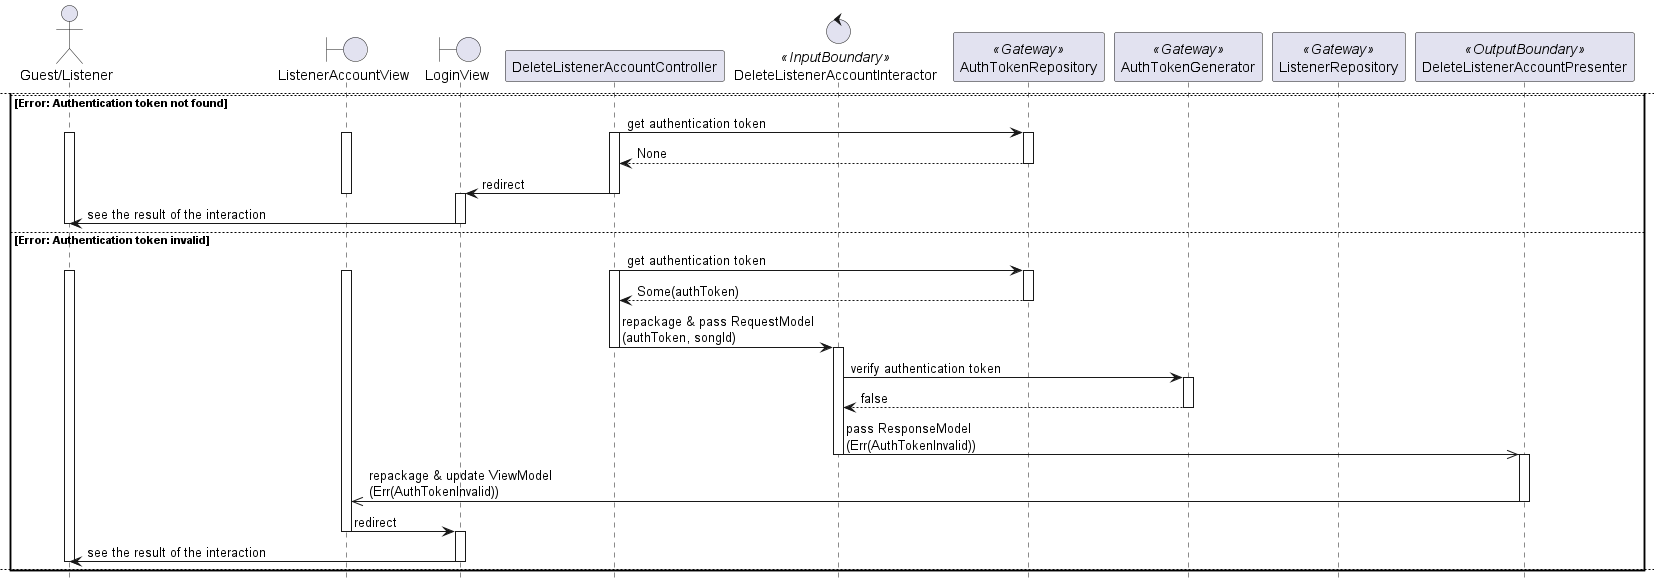 Guest/Listener
ListenerAccountView
LoginView
DeleteListenerAccountController
«InputBoundary»
DeleteListenerAccountInteractor
«Gateway»
AuthTokenRepository
«Gateway»
AuthTokenGenerator
«Gateway»
ListenerRepository
«OutputBoundary»
DeleteListenerAccountPresenter
[Error: Authentication token not found]
get authentication token
None
redirect
see the result of the interaction
[Error: Authentication token invalid]
get authentication token
Some(authToken)
repackage & pass RequestModel
(authToken, songId)
verify authentication token
false
pass ResponseModel
(Err(AuthTokenInvalid))
repackage & update ViewModel
(Err(AuthTokenInvalid))
redirect
see the result of the interaction